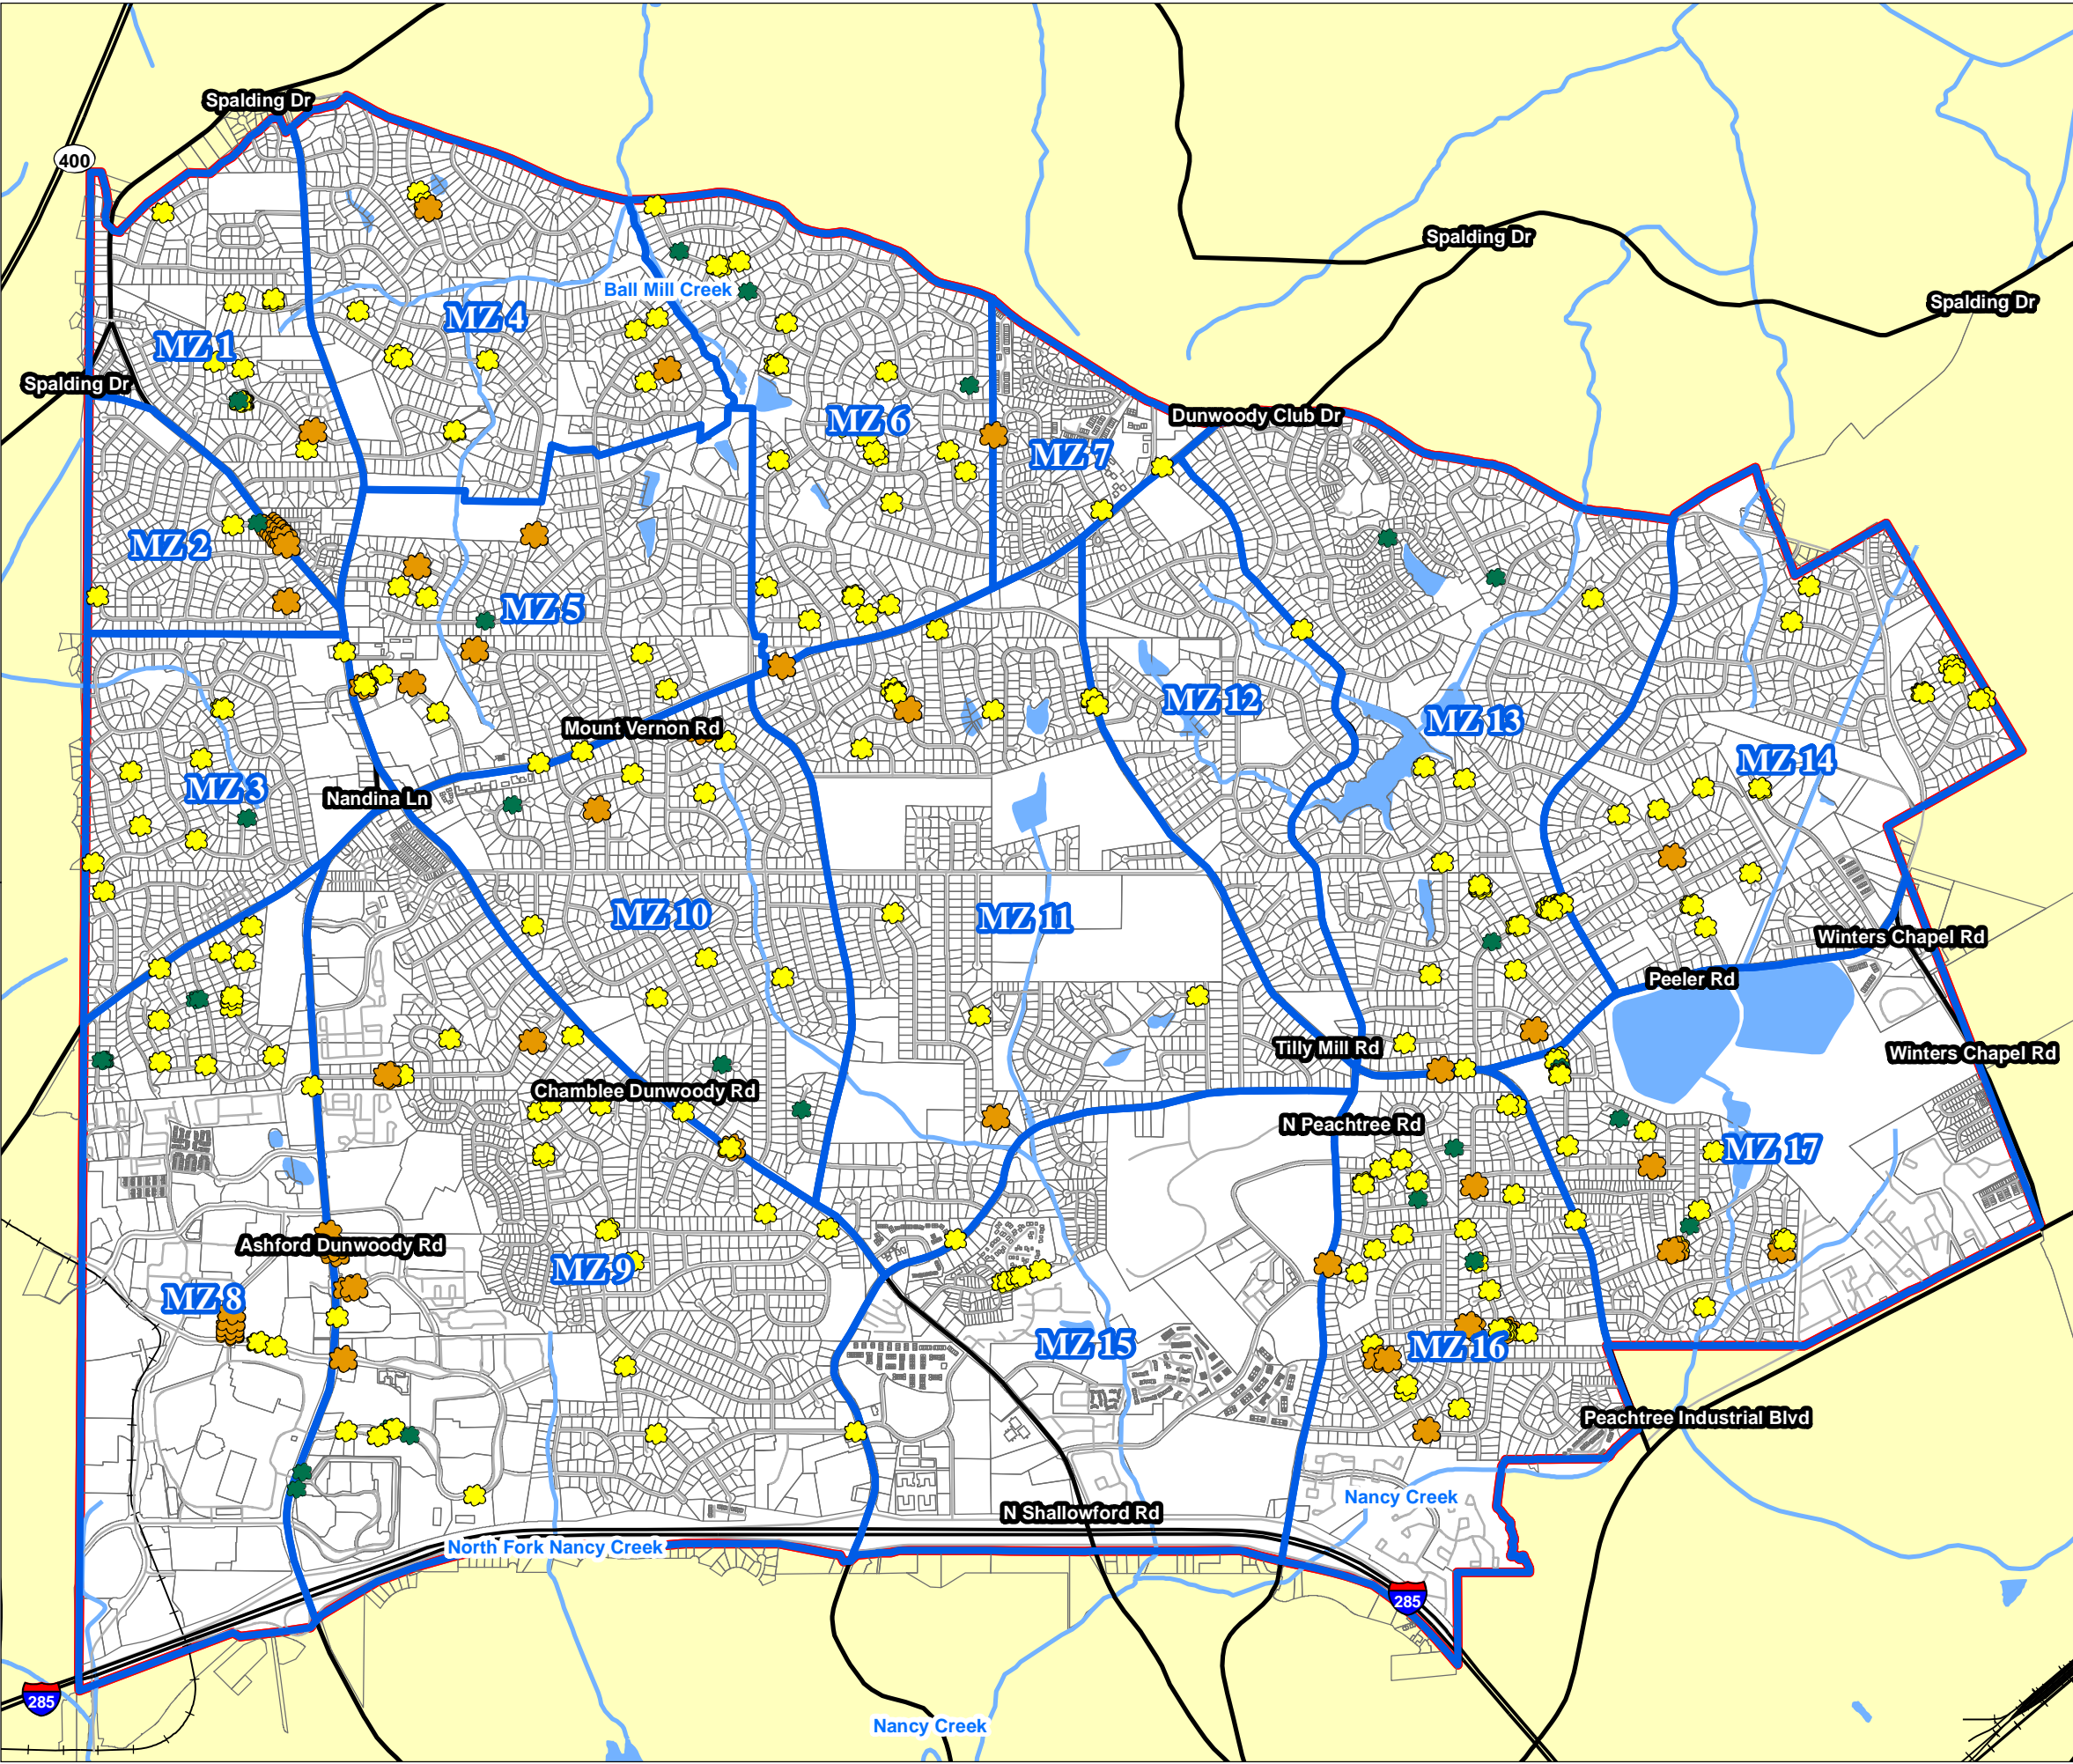 Spalding Dr
400
Spalding Dr
Ball Mill Creek
Spalding Dr
MZ 4
MZ 1
Spalding Dr
Dunwoody Club Dr
MZ 6
MZ 7
MZ 2
MZ 5
MZ 12
MZ 13
Mount Vernon Rd
MZ 14
MZ 3
Nandina Ln
MZ 10
MZ 11
Winters Chapel Rd
Peeler Rd
Tilly Mill Rd
Winters Chapel Rd
Chamblee Dunwoody Rd
N Peachtree Rd
MZ 17
Ashford Dunwoody Rd
MZ 9
MZ 8
MZ 15
MZ 16
Peachtree Industrial Blvd
Nancy Creek
N Shallowford Rd
North Fork Nancy Creek
285
285
Nancy Creek